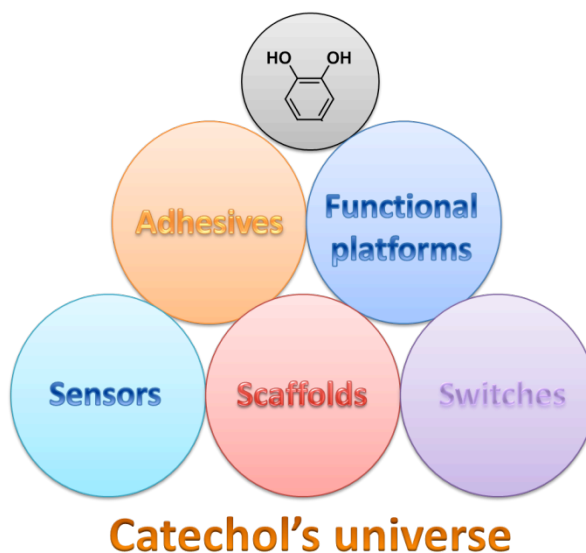 HO OH
Adhesives
Functional
platforms
Sensors
Scaffolds
Switches
Catechol's universe